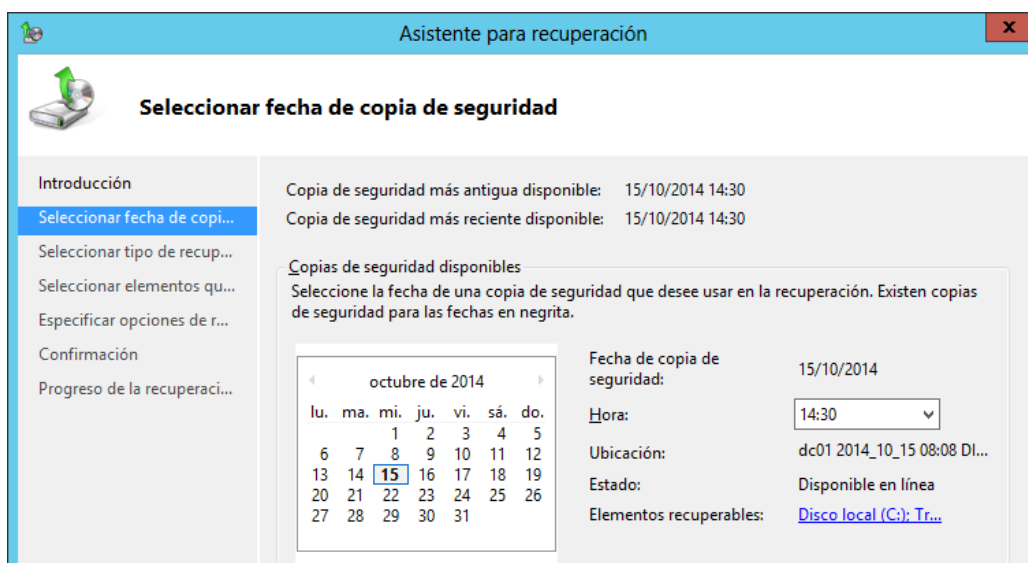 Asistente para recuperación
x
Seleccionar fecha de copia de seguridad
Introducción
Seleccionar fecha de copi...
Seleccionar tipo de recup...
Seleccionar elementos qu...
Especificar opciones de r...
Confirmación
Progreso de la recuperaci...
Copia de seguridad más antigua disponible: 15/10/2014 14:30
Copia de seguridad más reciente disponible: 15/10/2014 14:30
Copias de seguridad disponibles
Seleccione la fecha de una copia de seguridad que desee usar en la recuperación. Existen copias
de seguridad para las fechas en negrita.
octubre de 2014
lu. ma. mi. ju. vi. sá. do.
1 2 3 4 5
6 7 8 9 10 11 12
13 14 15 16 17 18 19
20 21 22 23 24 25 26
27 28 29 30 31
Fecha de copia de
seguridad: 15/10/2014
Hora: 14:30
Ubicación: dc01 2014_10_15 08:08 DI...
Estado: Disponible en línea
Elementos recuperables: Disco local (C:); Tr...